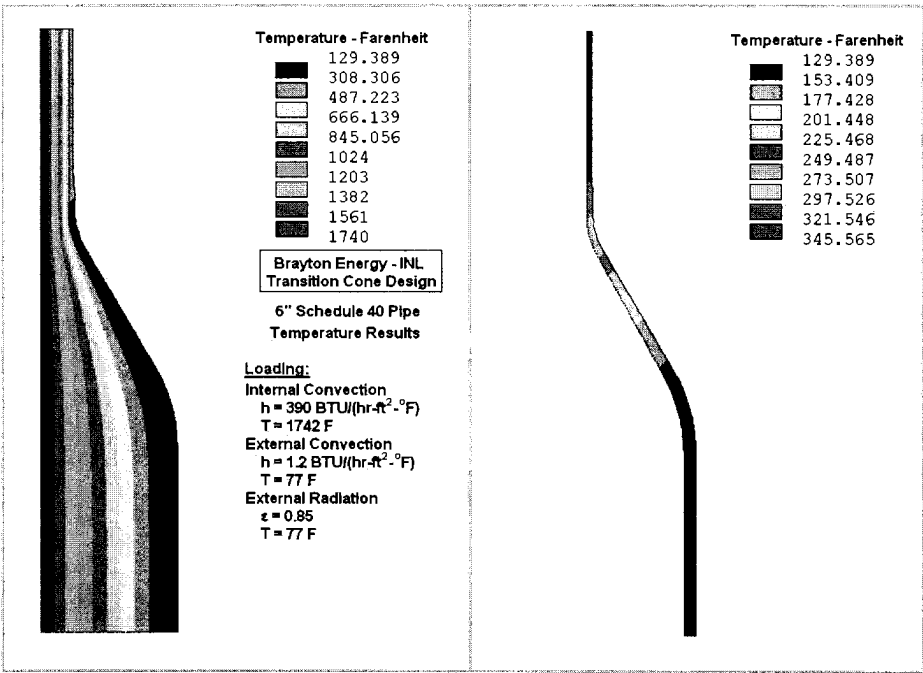 Temperature - Farenheit
129.389
308.306
487.223
666.139
845.056
1024
1203
1382
1561
1740
Brayton Energy - INL
Transition Cone Design
6" Schedule 40 Pipe
Temperature Results
Loading:
Internal Convection
h = 390 BTU/(hr-ft²-°F)
T = 1742 F
External Convection
h = 1.2 BTU/(hr-ft²-°F)
T = 77 F
External Radiation
ε = 0.85
T = 77 F
Temperature - Farenheit
129.389
153.409
177.428
201.448
225.468
249.487
273.507
297.526
321.546
345.565